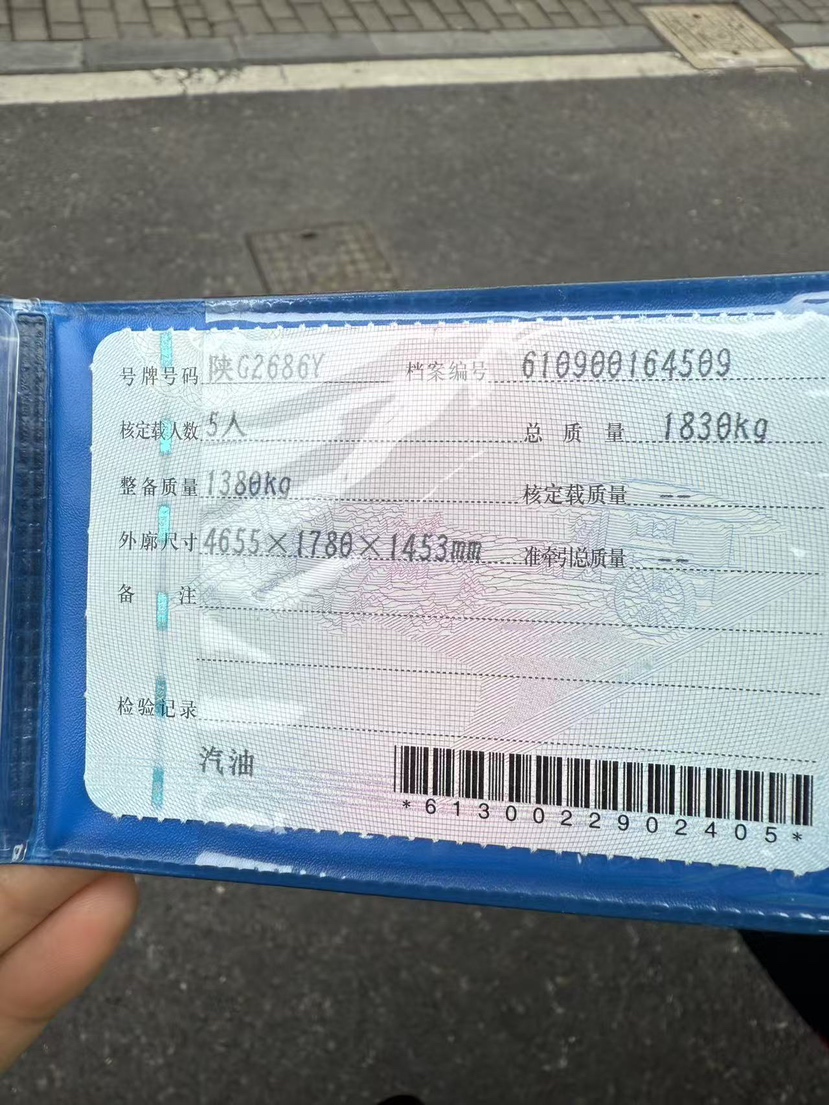 号牌号码 陕G2686Y 档案编号 610900164509
核定载人数 5人 总质量 1830kg
整备质量 1380kg 核定载质量 --
外廓尺寸 4655×1780×1453mm 准牵引总质量 --
备注
检验记录
汽油
*6130022902405*